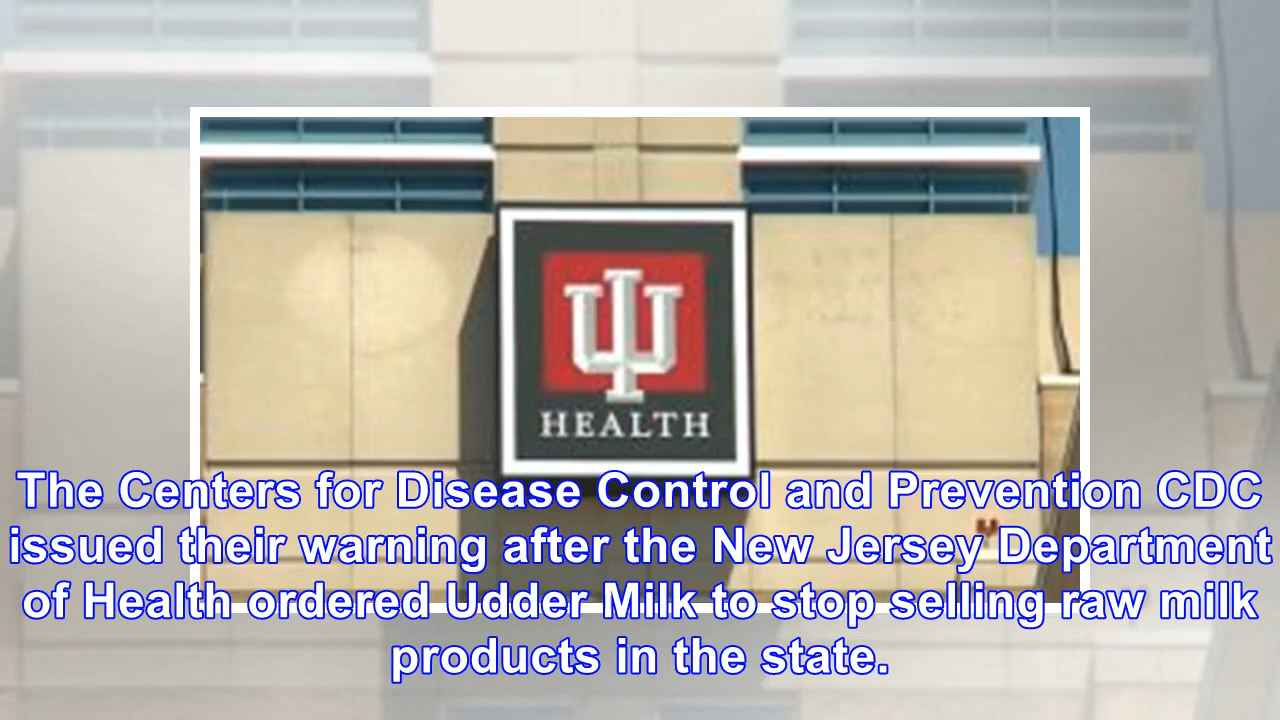 IU
HEALTH
The Centers for Disease Control and Prevention CDC
issued their warning after the New Jersey Department
of Health ordered Udder Milk to stop selling raw milk
products in the state.